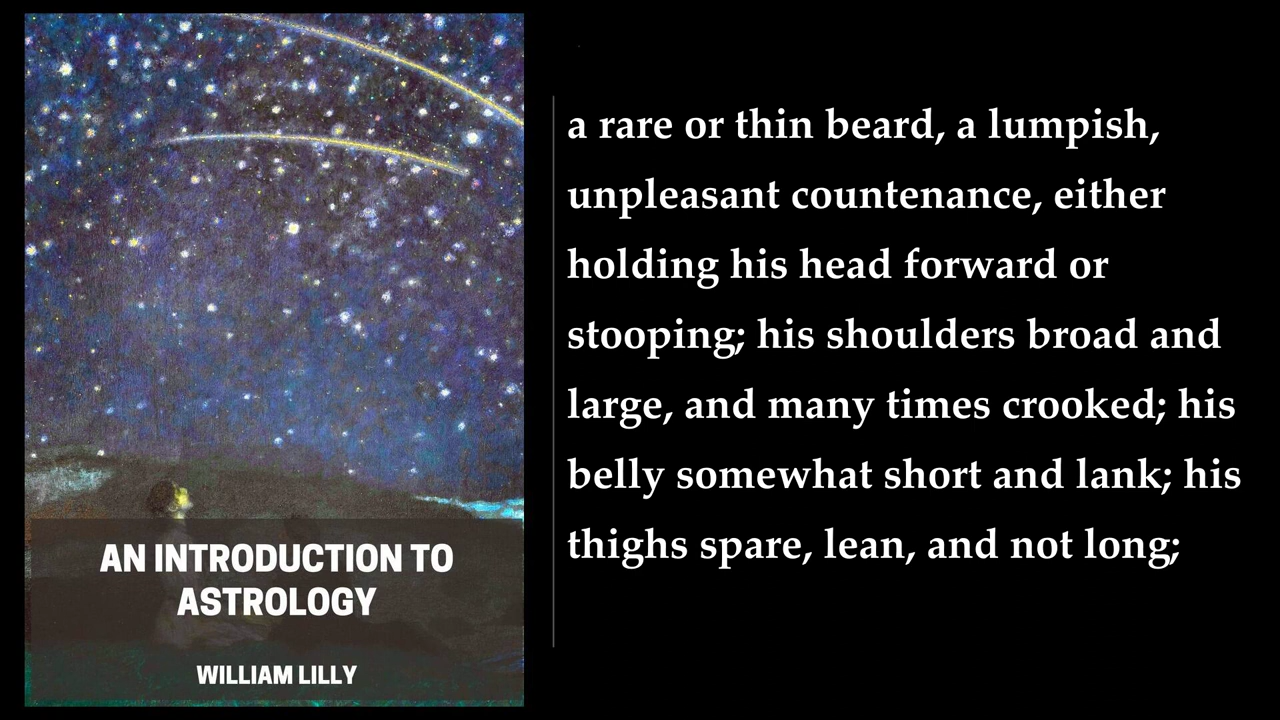 AN INTRODUCTION TO
ASTROLOGY
WILLIAM LILLY
a rare or thin beard, a lumpish,
unpleasant countenance, either
holding his head forward or
stooping; his shoulders broad and
large, and many times crooked; his
belly somewhat short and lank; his
thighs spare, lean, and not long;